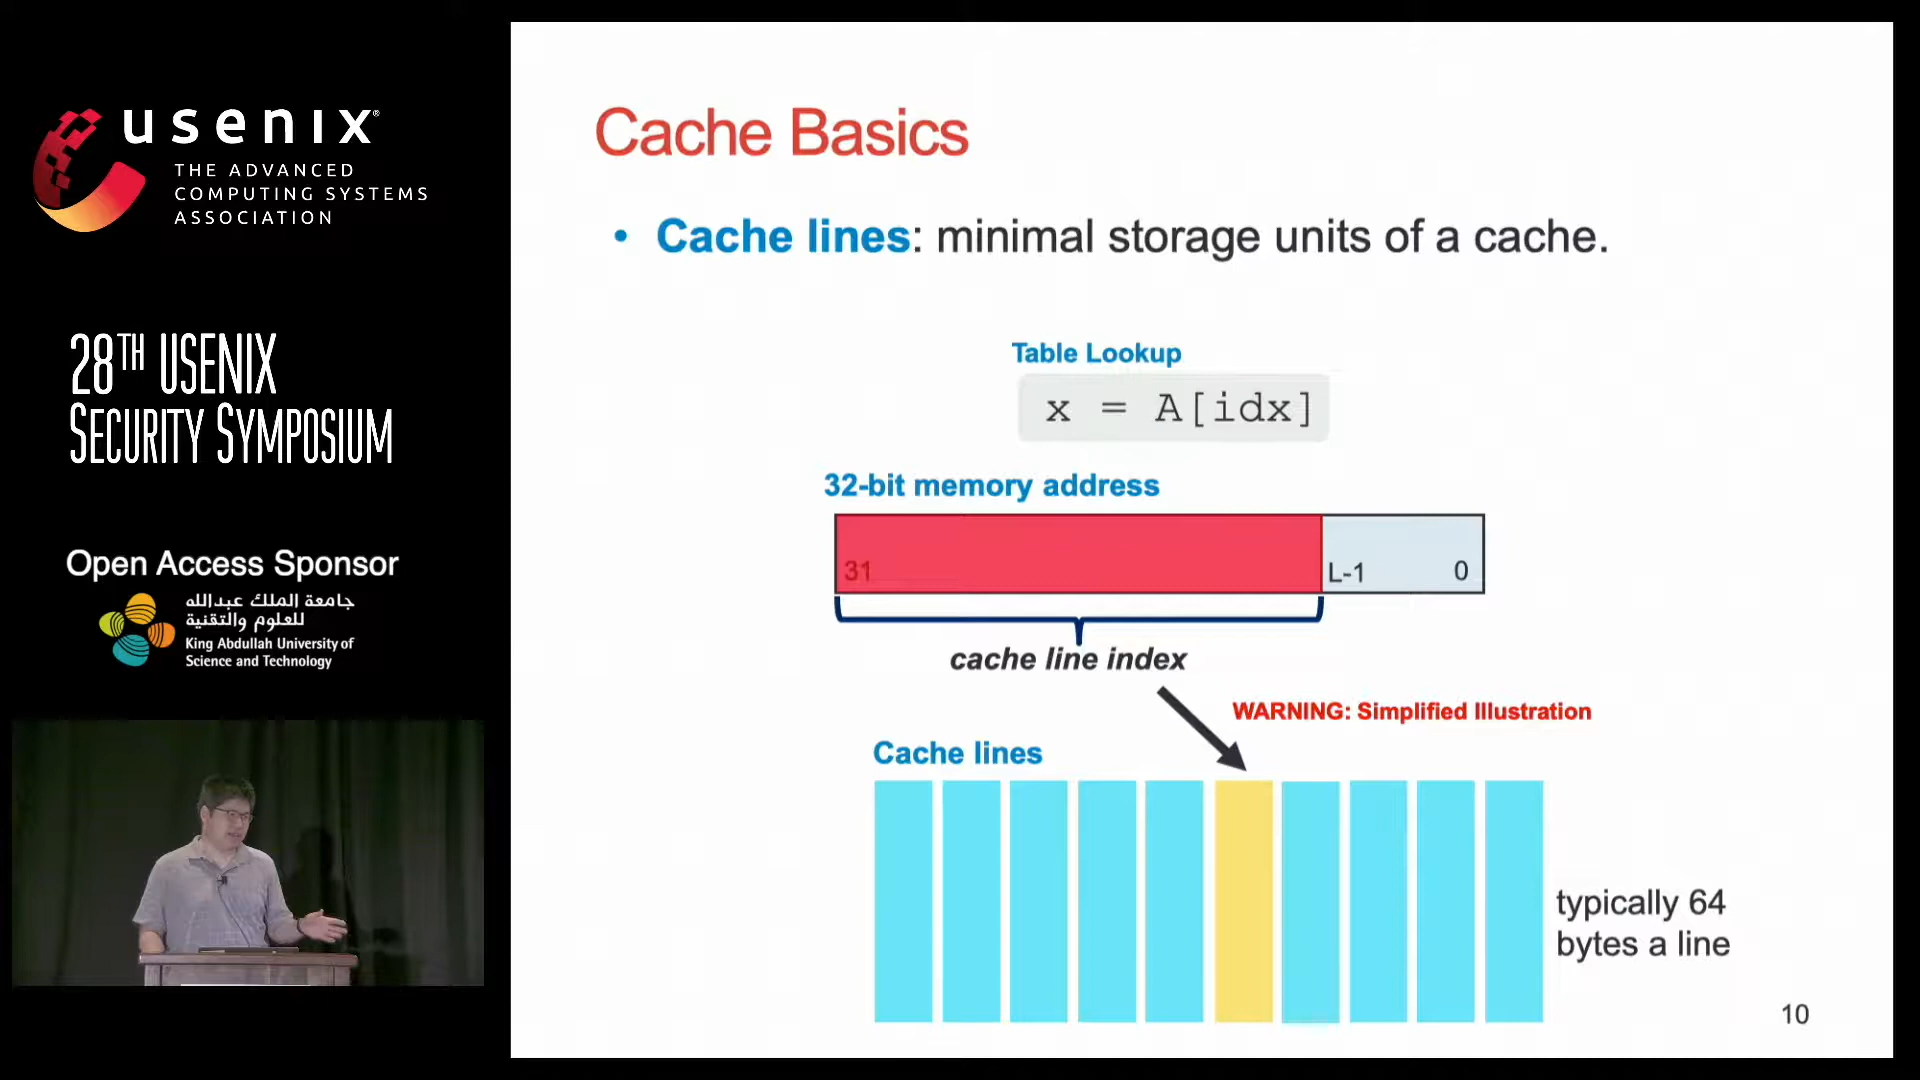 usenix®
THE ADVANCED
COMPUTING SYSTEMS
ASSOCIATION
28TH USENIX
SECURITY SYMPOSIUM
Open Access Sponsor
جامعة الملك عبدالله
للعلوم والتقنية
King Abdullah University of
Science and Technology
Cache Basics
• Cache lines: minimal storage units of a cache.
Table Lookup
x = A[idx]
32-bit memory address
31 L-1 0
cache line index
WARNING: Simplified Illustration
Cache lines
typically 64
bytes a line
10